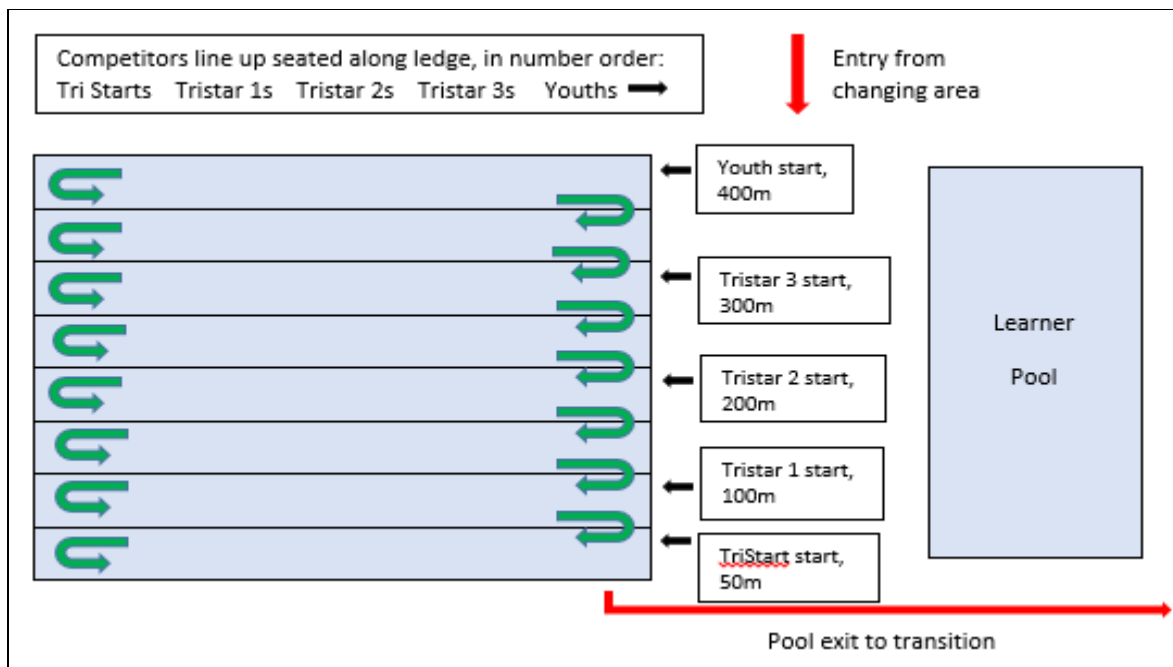 Competitors line up seated along ledge, in number order:
Tri Starts Tristar 1s Tristar 2s Tristar 3s Youths
Entry from
changing area
Youth start,
400m
Tristar 3 start,
300m
Learner
Pool
Tristar 2 start,
200m
Tristar 1 start,
100m
TriStart start,
50m
Pool exit to transition